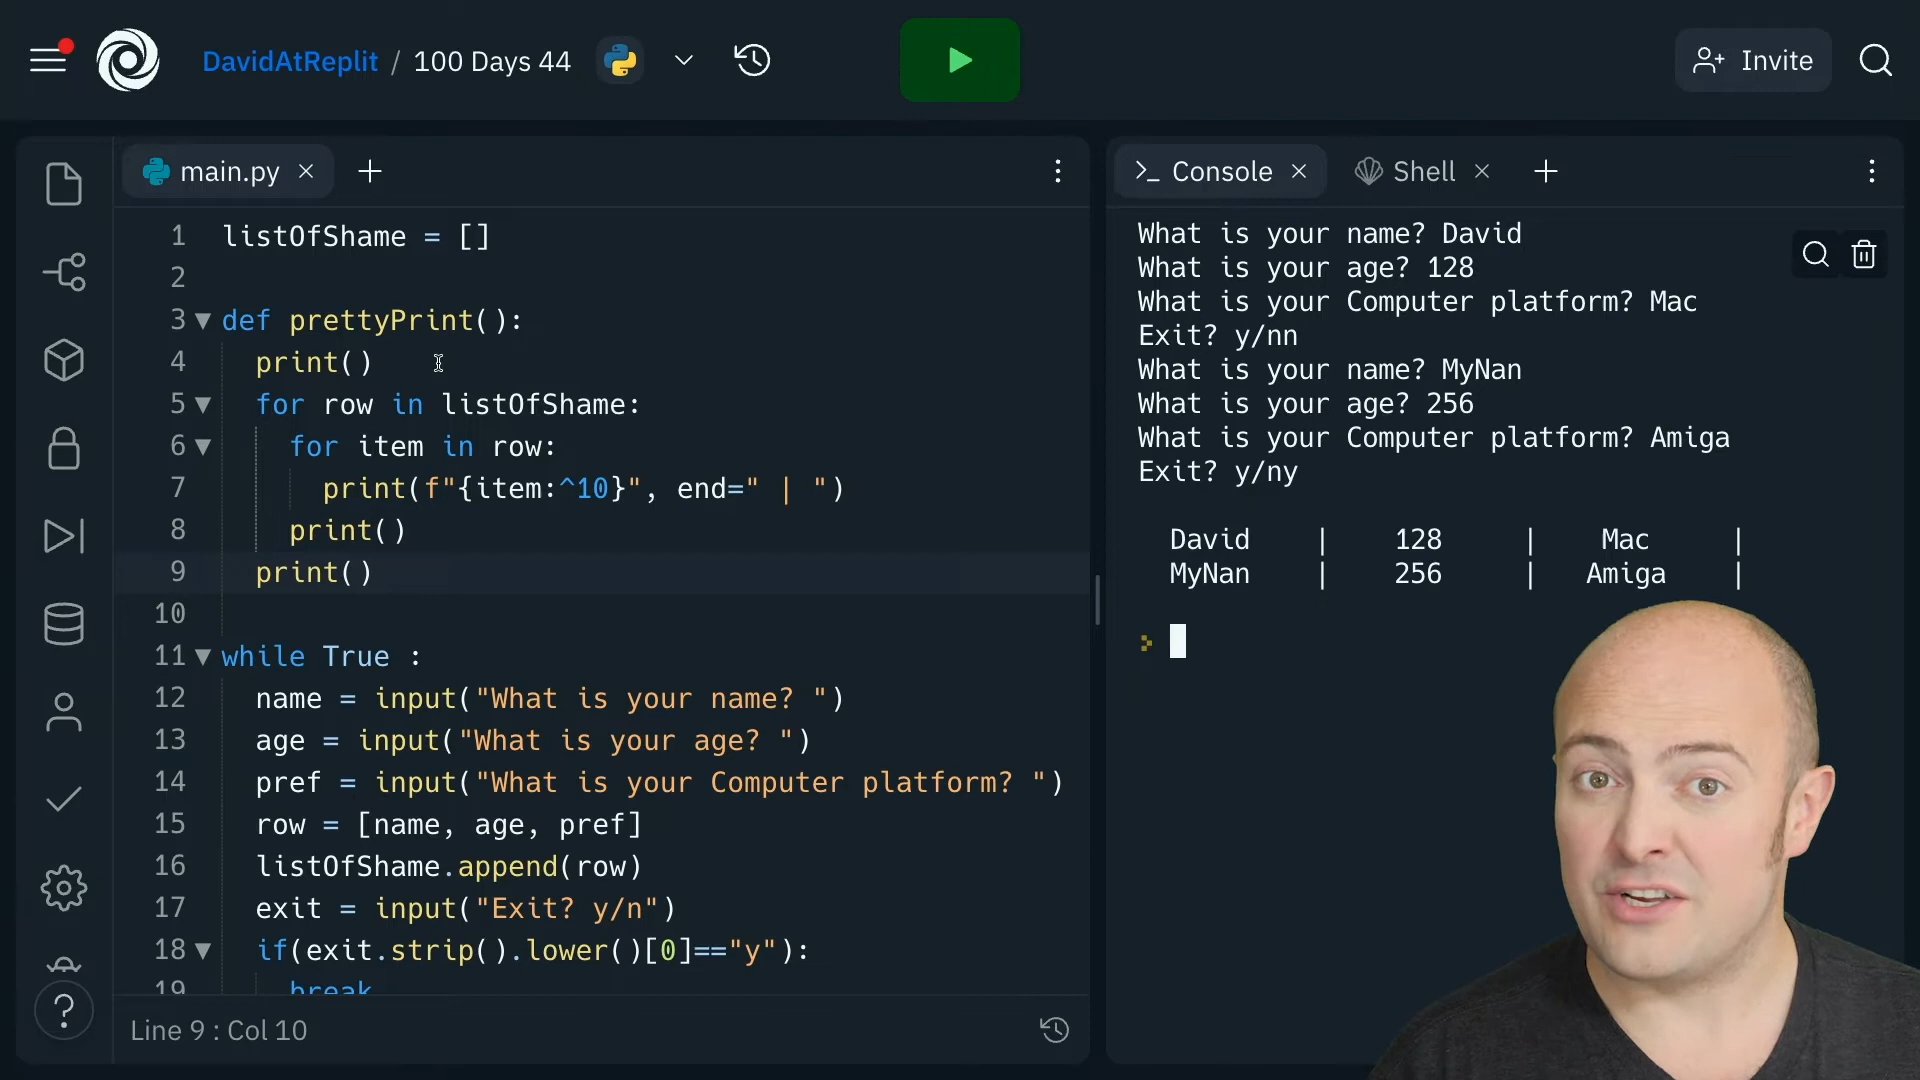 DavidAtReplit / 100 Days 44
Invite
main.py
Console
Shell
1 listOfShame = []
2
3 def prettyPrint():
4 print()
5 for row in listOfShame:
6 for item in row:
7 print(f"{item:^10}", end=" | ")
8 print()
9 print()
10
11 while True :
12 name = input("What is your name? ")
13 age = input("What is your age? ")
14 pref = input("What is your Computer platform? ")
15 row = [name, age, pref]
16 listOfShame.append(row)
17 exit = input("Exit? y/n")
18 if(exit.strip().lower()[0]=="y"):
19 break
Line 9 : Col 10
What is your name? David
What is your age? 128
What is your Computer platform? Mac
Exit? y/nn
What is your name? MyNan
What is your age? 256
What is your Computer platform? Amiga
Exit? y/ny
David | 128 | Mac |
MyNan | 256 | Amiga |